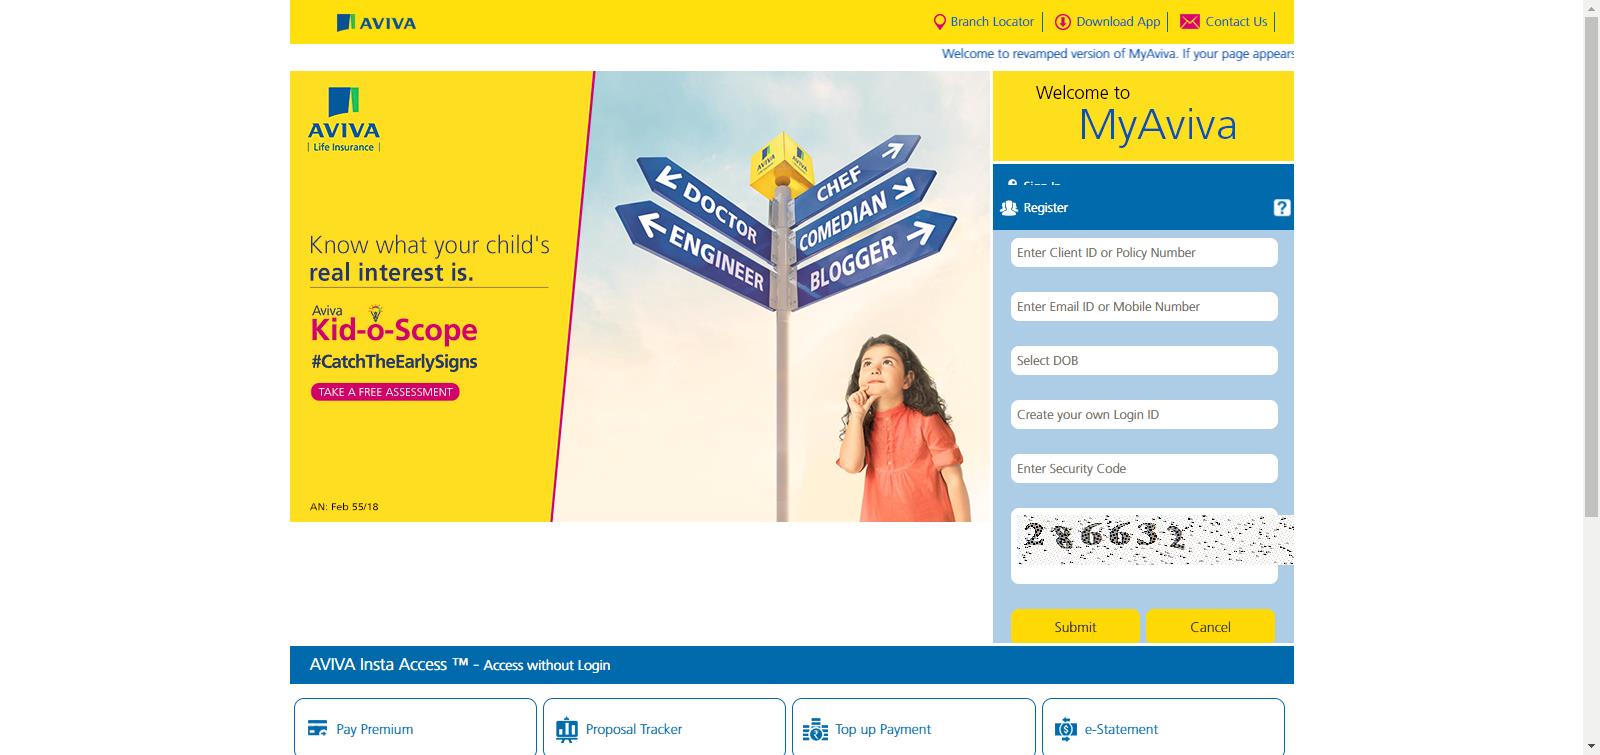 AVIVA
Branch Locator
Download App
Contact Us
Welcome to revamped version of MyAviva. If your page appears
AVIVA
Life Insurance
Know what your child's
real interest is.
Aviva
Kid-o-Scope
#CatchTheEarlySigns
TAKE A FREE ASSESSMENT
AN: Feb 55/18
AVIVA
DOCTOR
ENGINEER
CHEF
COMEDIAN
BLOGGER
Welcome to
MyAviva
Sign In
Register
?
Enter Client ID or Policy Number
Enter Email ID or Mobile Number
Select DOB
Create your own Login ID
Enter Security Code
286632
Submit
Cancel
AVIVA Insta Access ™ - Access without Login
Pay Premium
Proposal Tracker
Top up Payment
e-Statement